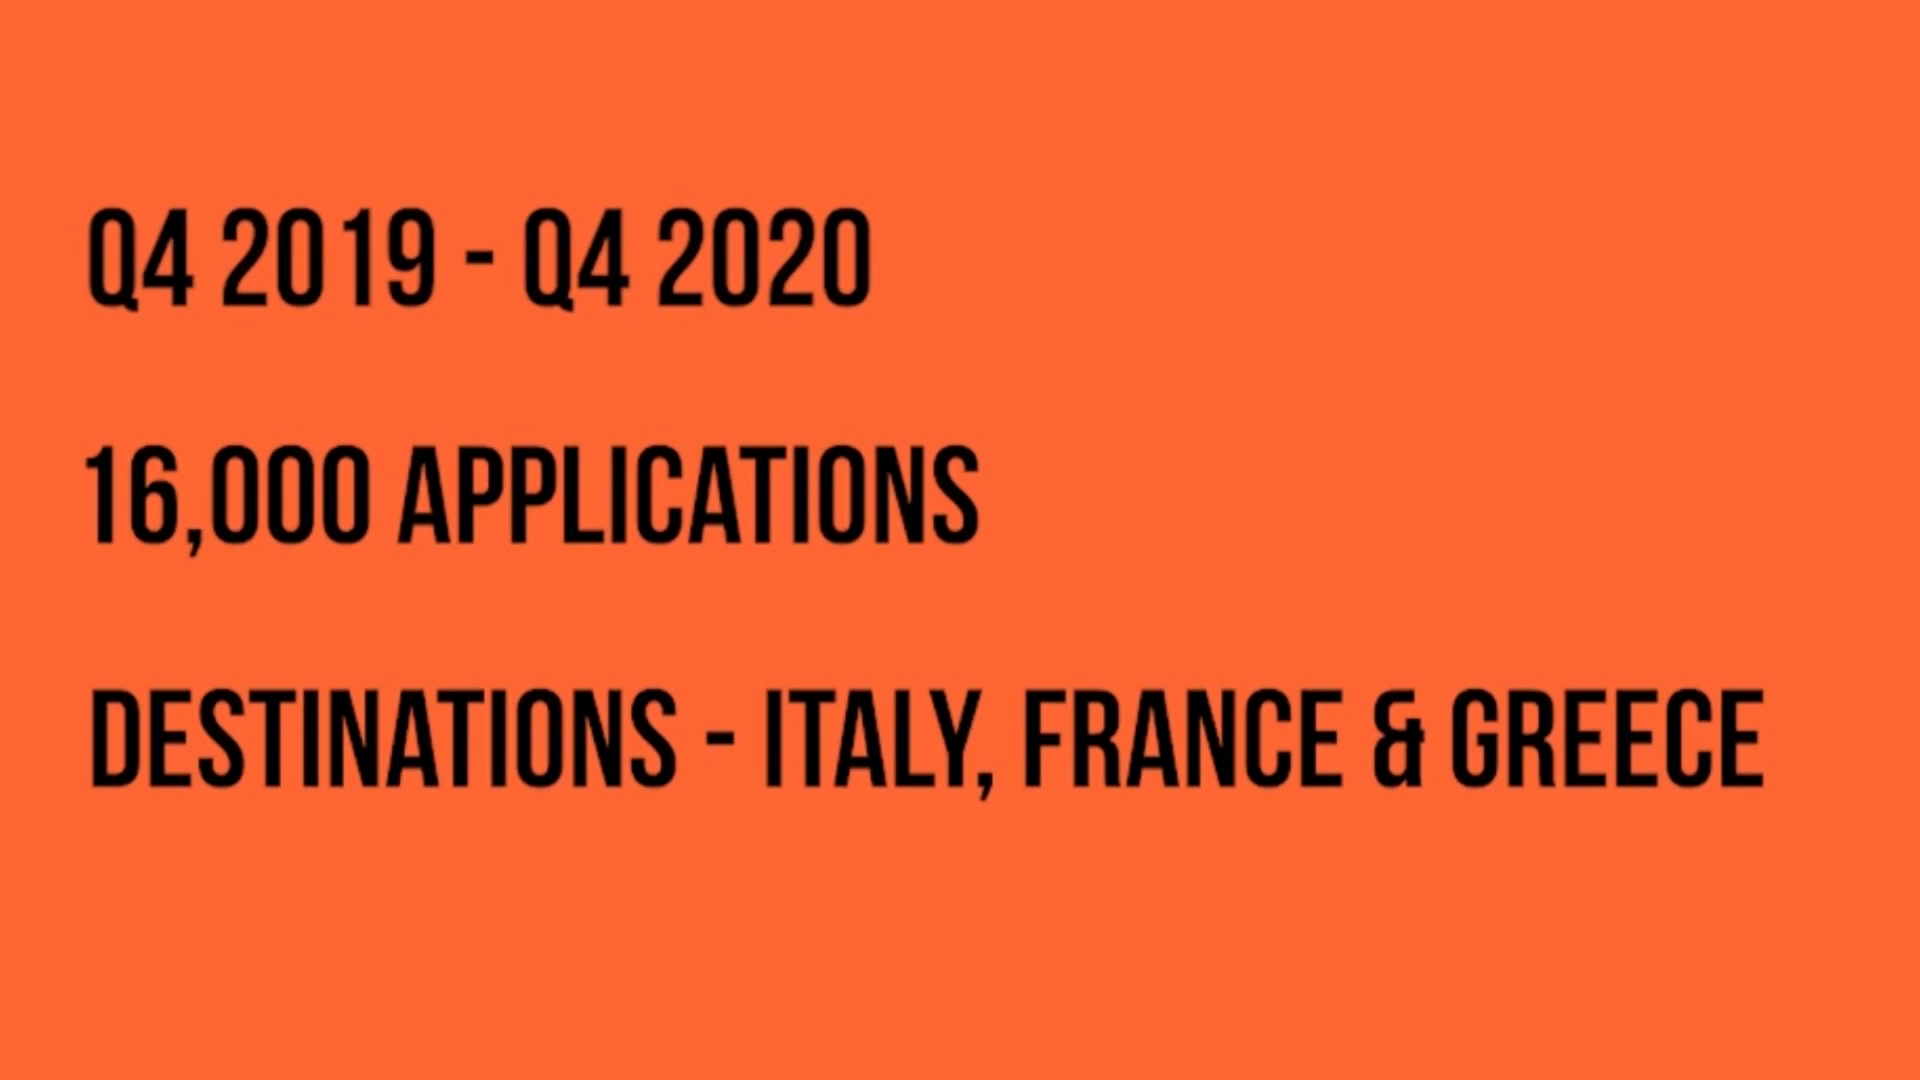 Q4 2019 - Q4 2020
16,000 APPLICATIONS
DESTINATIONS - ITALY, FRANCE & GREECE